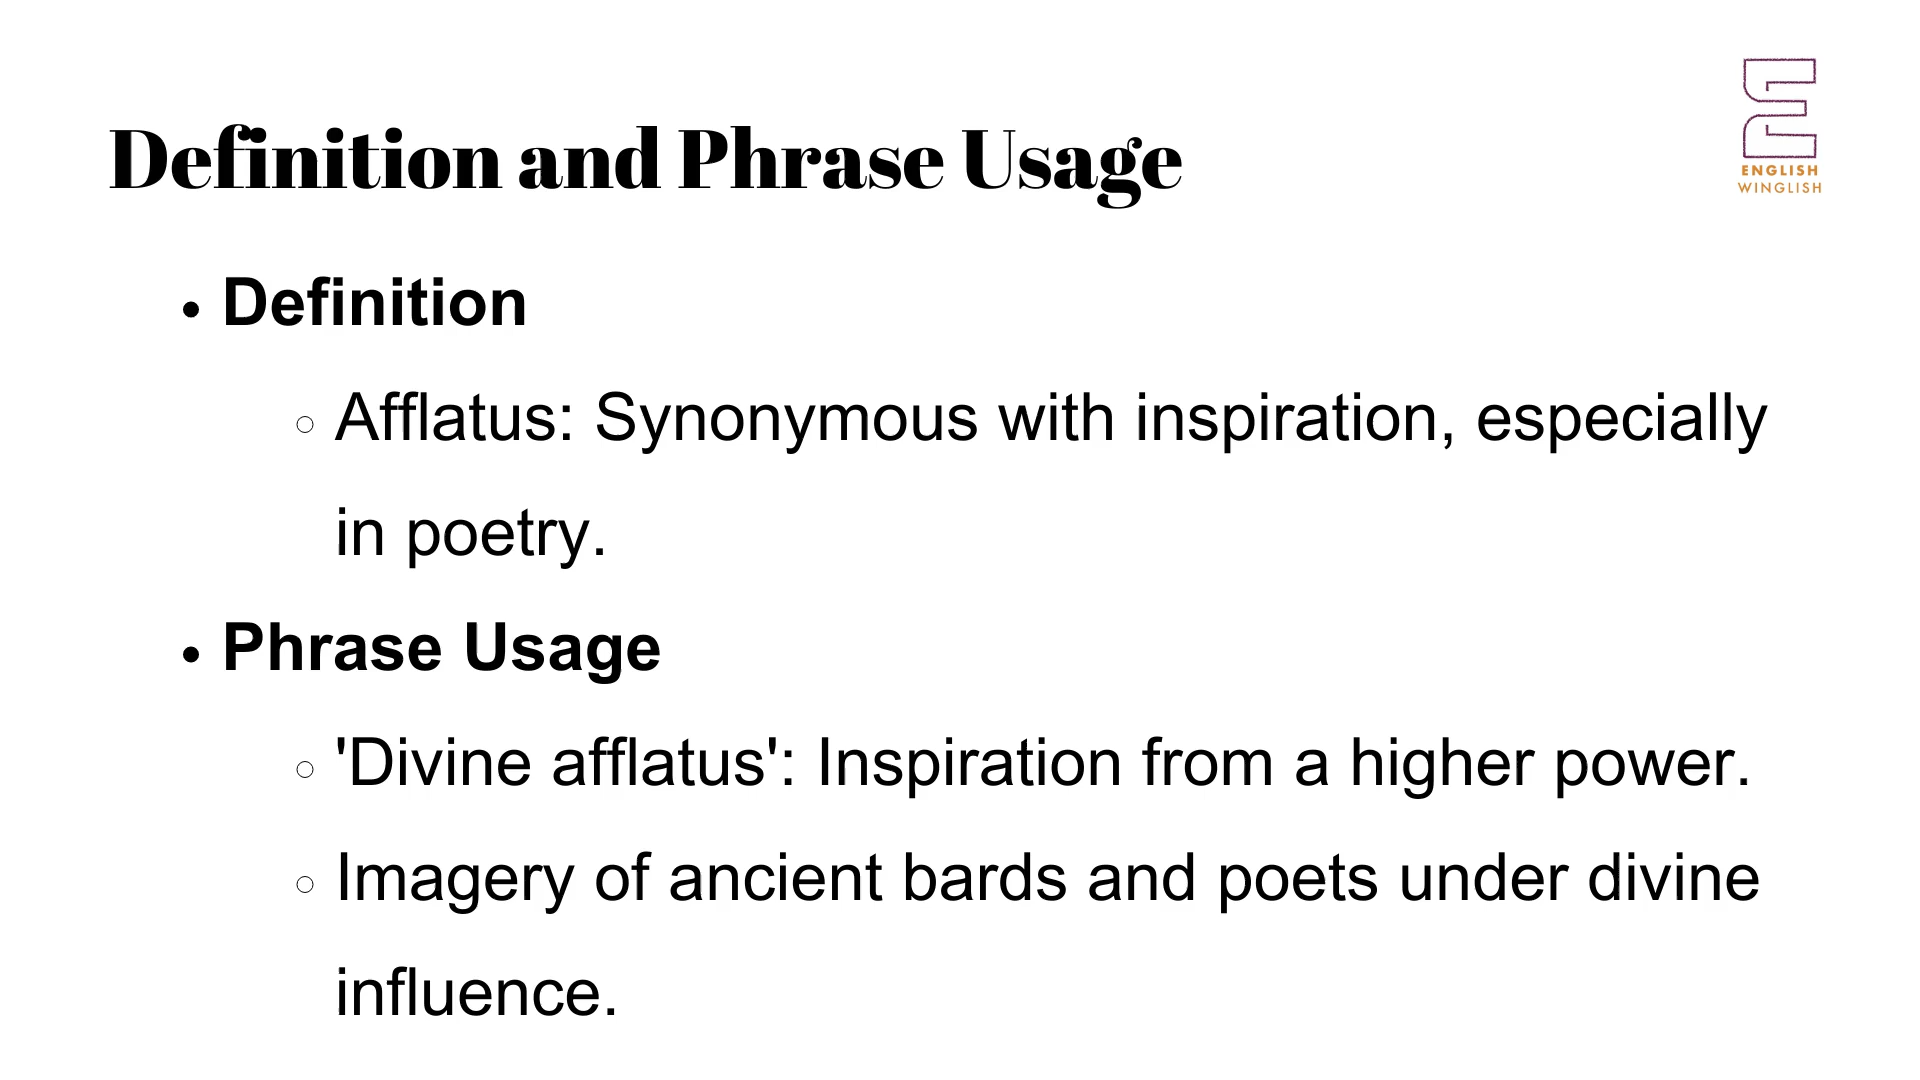 ENGLISH
WINGLISH
Definition and Phrase Usage
• Definition
○ Afflatus: Synonymous with inspiration, especially
in poetry.
• Phrase Usage
○ 'Divine afflatus': Inspiration from a higher power.
○ Imagery of ancient bards and poets under divine
influence.